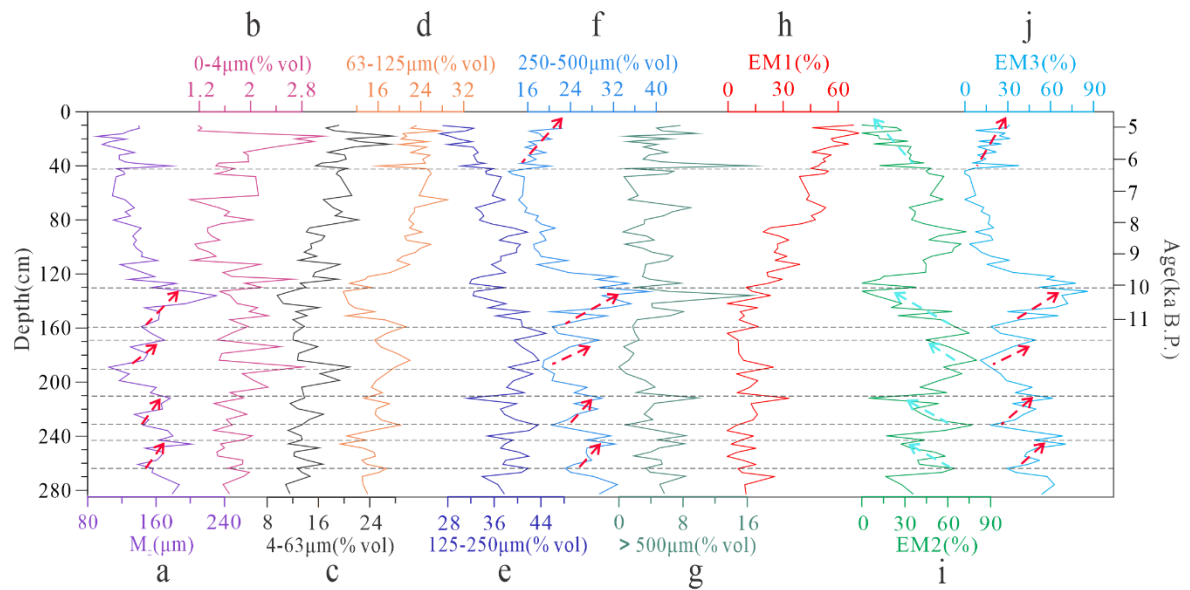 b d f h j
0-4μm(% vol) 63-125μm(% vol) 250-500μm(% vol) EM1(%) EM3(%)
1.2 2 2.8 16 24 32 16 24 32 40 0 30 60 0 30 60 90
0
40
80
120
160
200
240
280
Depth(cm)
5
6
7
8
9
10
11
Age(ka B.P.)
80 160 240 8 16 24 28 36 44 0 8 16 0 30 60 90
(μm) 4-63μm(% vol) 125-250μm(% vol) > 500μm(% vol) EM2(%)
a c e g i